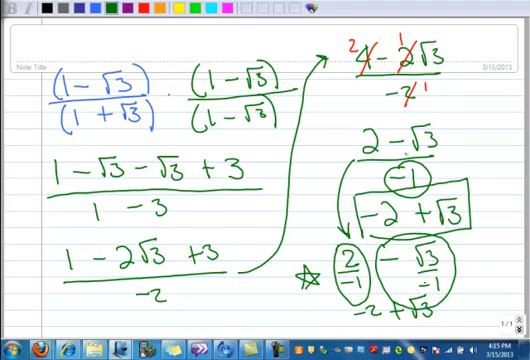 B I U
Note Title
3/15/2013
(1 - √3) / (1 + √3) · (1 - √3) / (1 - √3)
1 - √3 - √3 + 3 / 1 - 3
1 - 2√3 + 3 / -2
2 4 - 1 2√3 / -2 1
2 - √3 / -1
-2 + √3
☆ 2 / -1 - √3 / -1
-2 + √3
1/1
4:15 PM
3/15/2013